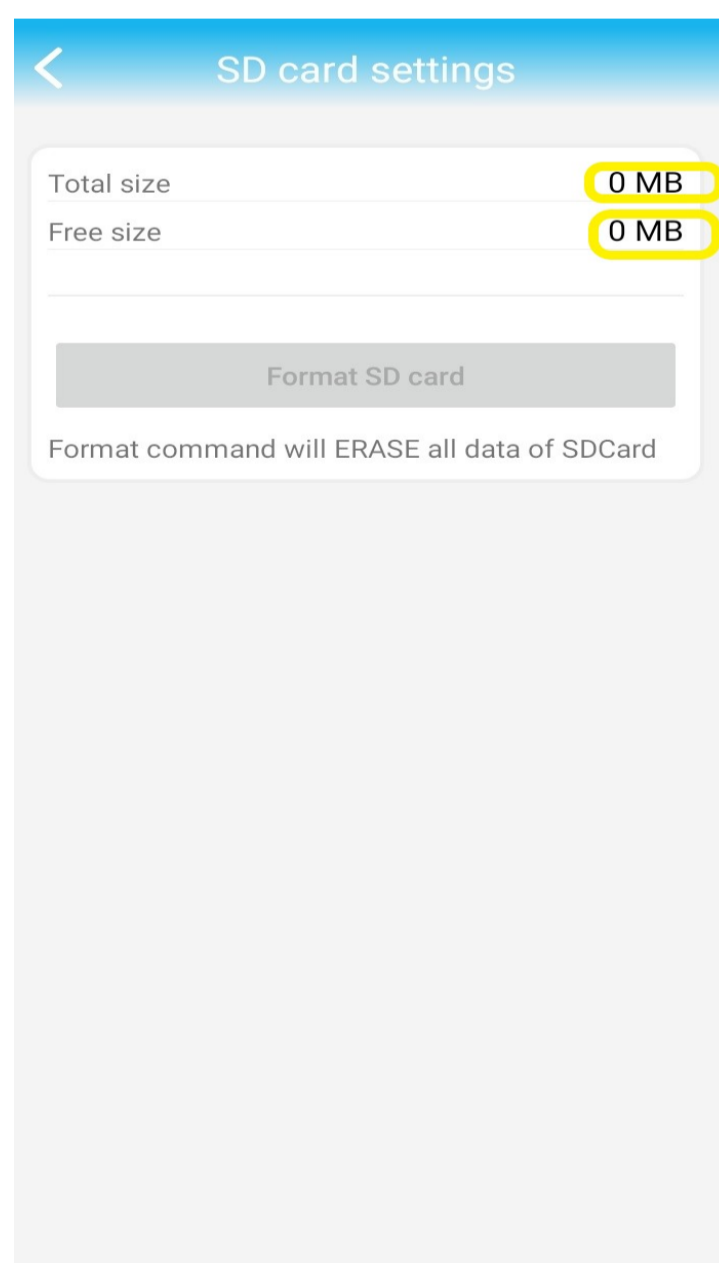 SD card settings
Total size 0 MB
Free size 0 MB
Format SD card
Format command will ERASE all data of SDCard